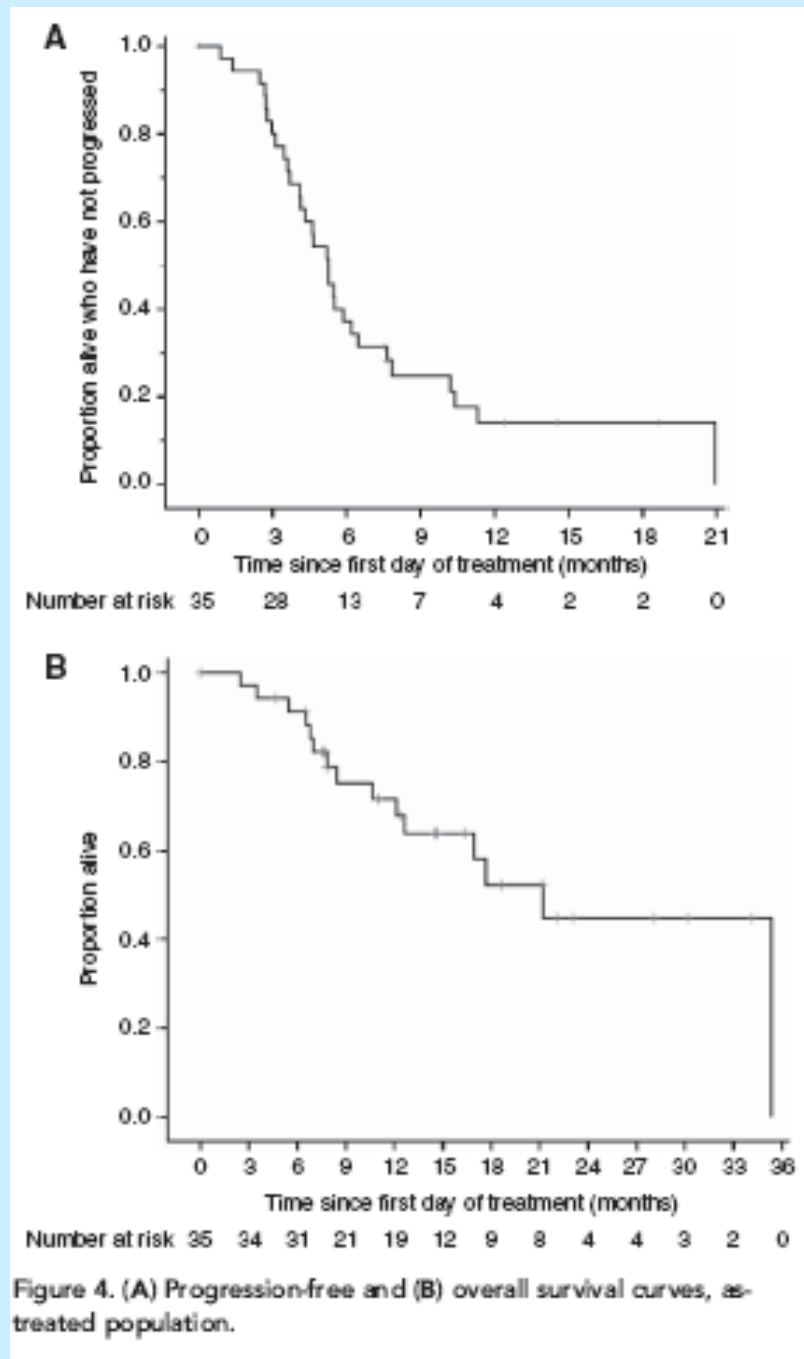 A
Proportion alive who have not progressed
1.0
0.8
0.6
0.4
0.2
0.0
0 3 6 9 12 15 18 21
Time since first day of treatment (months)
Number at risk 35 28 13 7 4 2 2 0
B
Proportion alive
1.0
0.8
0.6
0.4
0.2
0.0
0 3 6 9 12 15 18 21 24 27 30 33 36
Time since first day of treatment (months)
Number at risk 35 34 31 21 19 12 9 8 4 4 3 2 0
Figure 4. (A) Progression-free and (B) overall survival curves, as-
treated population.